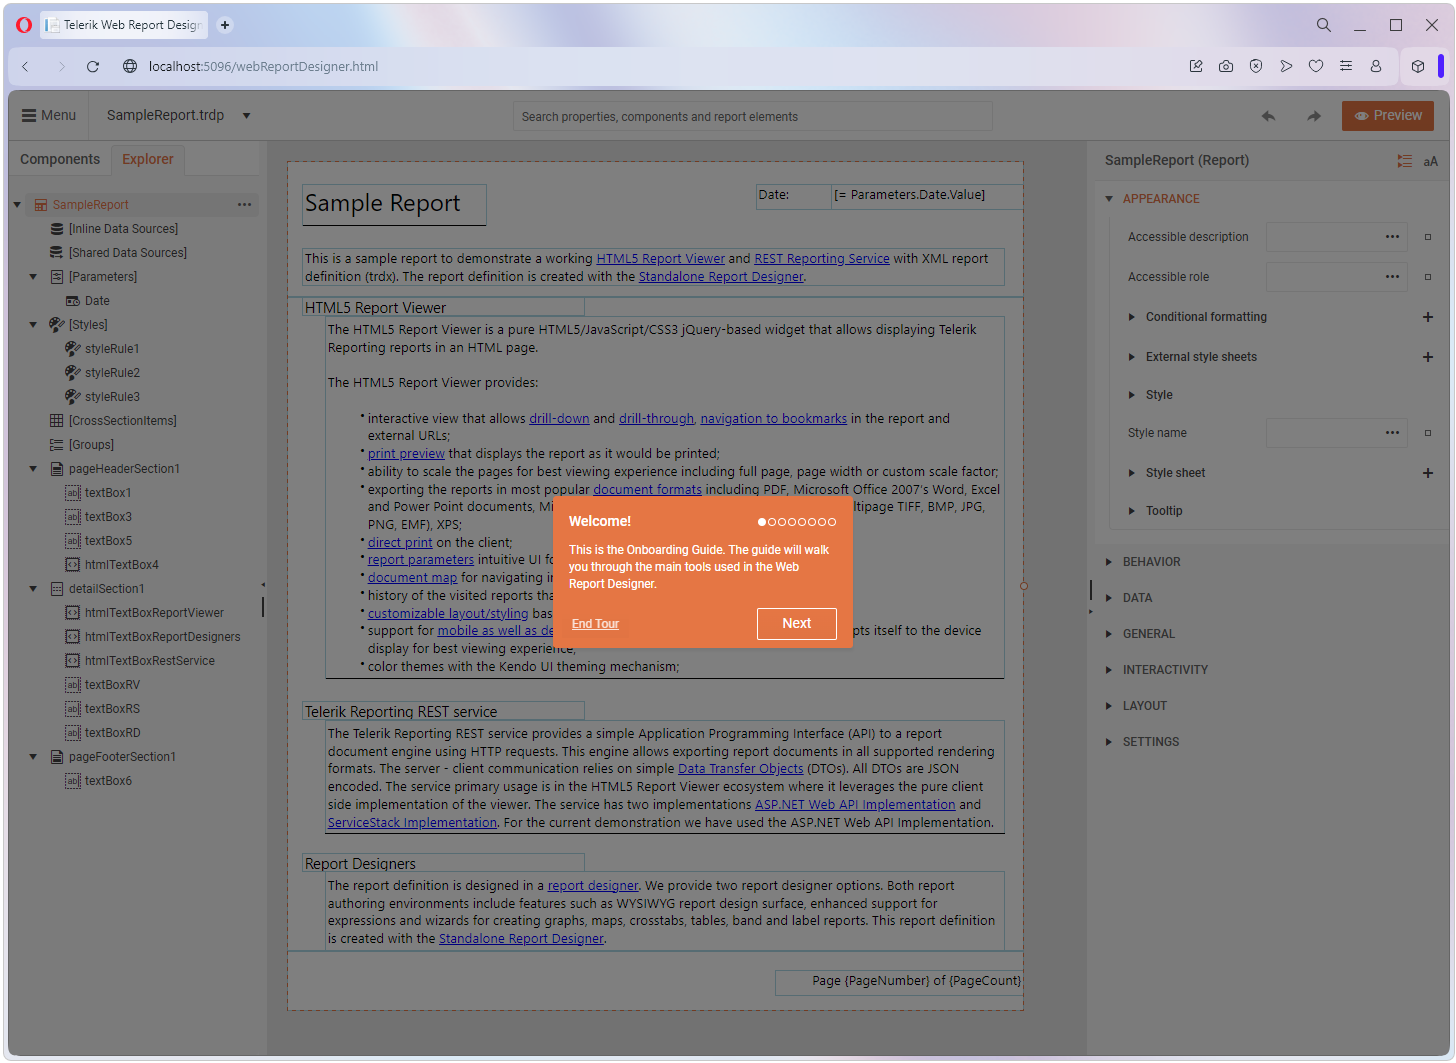 Telerik Web Report Design
localhost:5096/webReportDesigner.html
Menu
SampleReport.trdp
Search properties, components and report elements
Preview
Components
Explorer
SampleReport
[Inline Data Sources]
[Shared Data Sources]
[Parameters]
Date
[Styles]
styleRule1
styleRule2
styleRule3
[CrossSectionItems]
[Groups]
pageHeaderSection1
textBox1
textBox3
textBox5
htmlTextBox4
detailSection1
htmlTextBoxReportViewer
htmlTextBoxReportDesigners
htmlTextBoxRestService
textBoxRV
textBoxRS
textBoxRD
pageFooterSection1
textBox6
Sample Report
Date:
[= Parameters.Date.Value]
This is a sample report to demonstrate a working HTML5 Report Viewer and REST Reporting Service with XML report
definition (trdx). The report definition is created with the Standalone Report Designer.
HTML5 Report Viewer
The HTML5 Report Viewer is a pure HTML5/JavaScript/CSS3 jQuery-based widget that allows displaying Telerik
Reporting reports in an HTML page.
The HTML5 Report Viewer provides:
• interactive view that allows drill-down and drill-through, navigation to bookmarks in the report and
external URLs;
• print preview that displays the report as it would be printed;
• ability to scale the pages for best viewing experience including full page, page width or custom scale factor;
• exporting the reports in most popular document formats including PDF, Microsoft Office 2007's Word, Excel
and Power Point documents, Mi ltipage TIFF, BMP, JPG,
PNG, EMF), XPS;
• direct print on the client;
• report parameters intuitive UI fo
• document map for navigating in
• history of the visited reports tha
• customizable layout/styling bas
• support for mobile as well as de pts itself to the device
display for best viewing experience;
• color themes with the Kendo UI theming mechanism;
Welcome!
This is the Onboarding Guide. The guide will walk
you through the main tools used in the Web
Report Designer.
End Tour
Next
Telerik Reporting REST service
The Telerik Reporting REST service provides a simple Application Programming Interface (API) to a report
document engine using HTTP requests. This engine allows exporting report documents in all supported rendering
formats. The server - client communication relies on simple Data Transfer Objects (DTOs). All DTOs are JSON
encoded. The service primary usage is in the HTML5 Report Viewer ecosystem where it leverages the pure client
side implementation of the viewer. The service has two implementations ASP.NET Web API Implementation and
ServiceStack Implementation. For the current demonstration we have used the ASP.NET Web API Implementation.
Report Designers
The report definition is designed in a report designer. We provide two report designer options. Both report
authoring environments include features such as WYSIWYG report design surface, enhanced support for
expressions and wizards for creating graphs, maps, crosstabs, tables, band and label reports. This report definition
is created with the Standalone Report Designer.
Page {PageNumber} of {PageCount}
SampleReport (Report)
aA
APPEARANCE
Accessible description
Accessible role
Conditional formatting
External style sheets
Style
Style name
Style sheet
Tooltip
BEHAVIOR
DATA
GENERAL
INTERACTIVITY
LAYOUT
SETTINGS